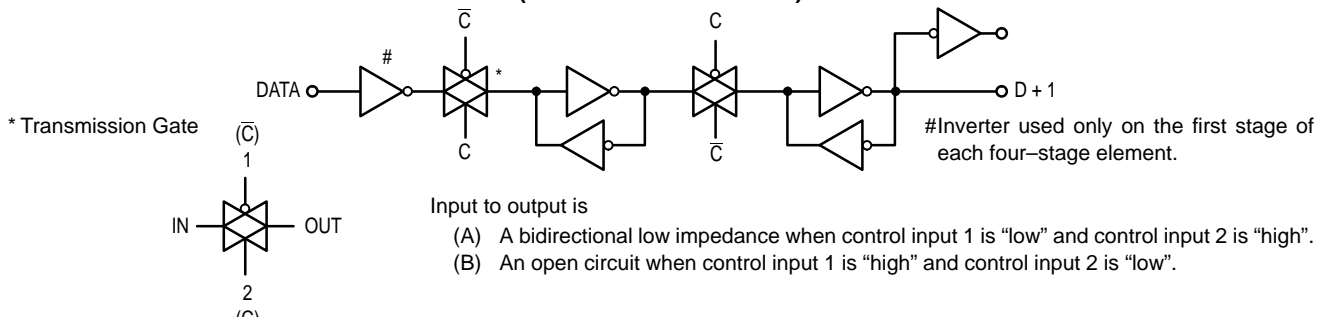 C̅
C
#
*
DATA
D + 1
* Transmission Gate
(C̅)
1
C
C̅
#Inverter used only on the first stage of
each four–stage element.
IN
OUT
Input to output is
(A) A bidirectional low impedance when control input 1 is “low” and control input 2 is “high”.
(B) An open circuit when control input 1 is “high” and control input 2 is “low”.
2
(C)